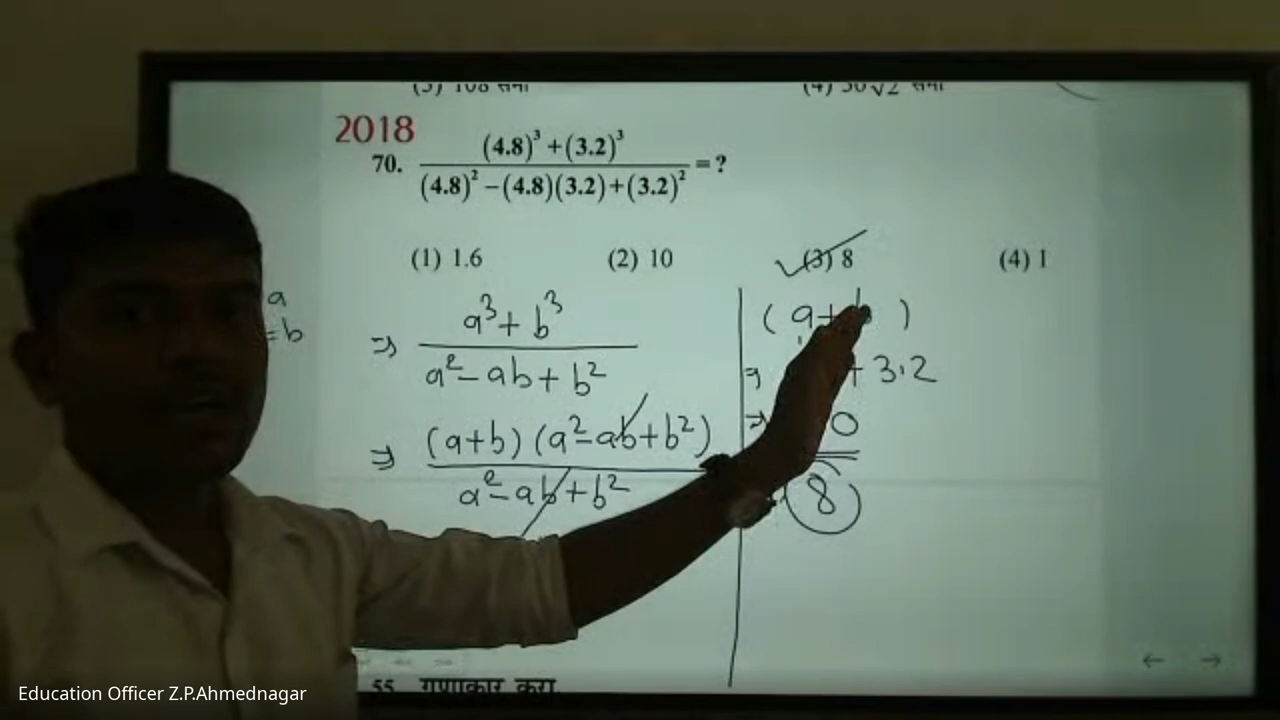 2018
70. (4.8)³ + (3.2)³ / (4.8)² − (4.8)(3.2) + (3.2)² = ?
(1) 1.6 (2) 10 (3) 8 (4) 1
a
= b
⇒ a³ + b³ / a² − ab + b²
⇒ (a+b) (a² − ab + b²) / a² − ab + b²
( a+ )
⇒ + 3.2
⇒ 0
8
55
Education Officer Z.P.Ahmednagar